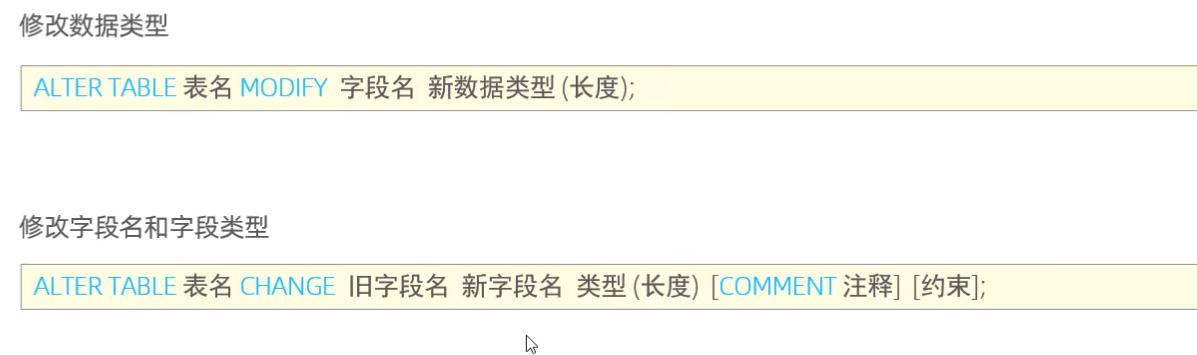 修改数据类型
ALTER TABLE 表名 MODIFY 字段名 新数据类型 (长度);
修改字段名和字段类型
ALTER TABLE 表名 CHANGE 旧字段名 新字段名 类型 (长度) [COMMENT 注释] [约束];